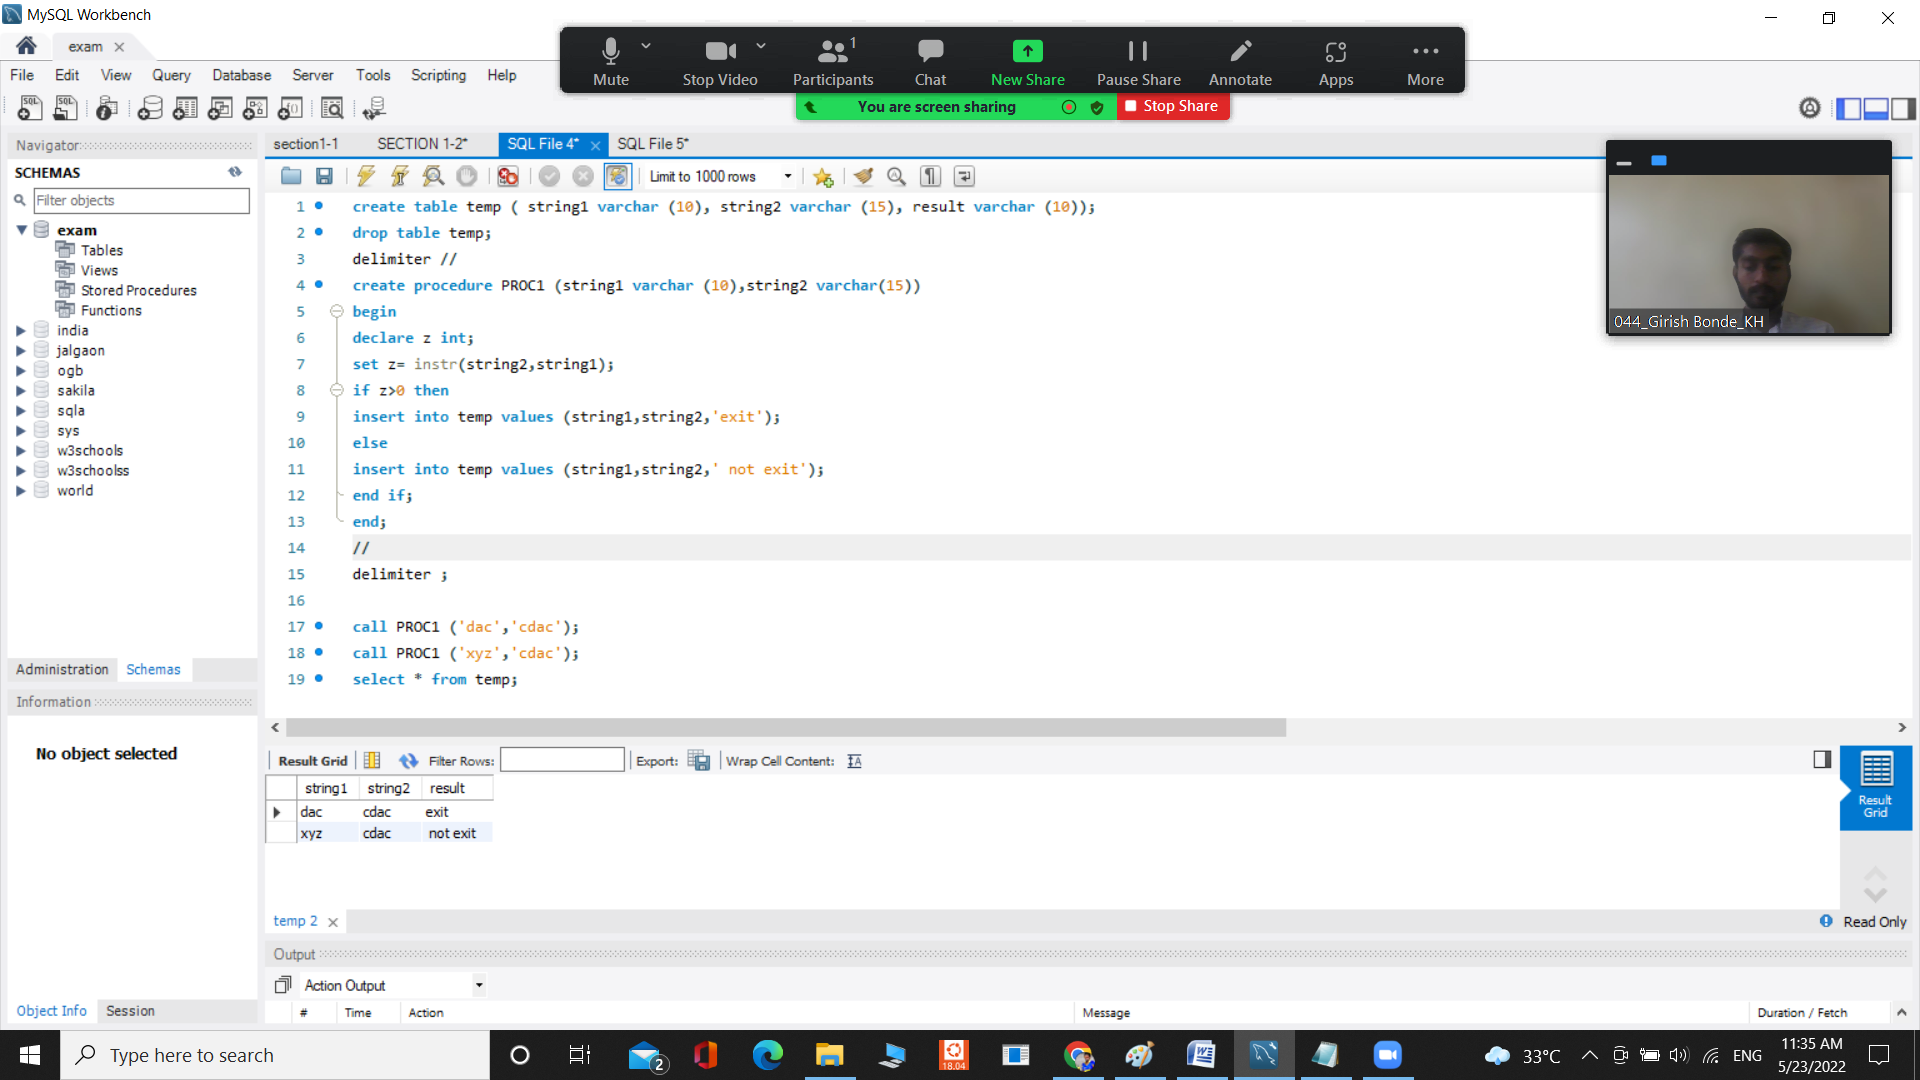 MySQL Workbench
exam
File Edit View Query Database Server Tools Scripting Help
Mute Stop Video Participants 1 Chat New Share Pause Share Annotate Apps More
You are screen sharing Stop Share
Navigator
SCHEMAS
Filter objects
exam
Tables
Views
Stored Procedures
Functions
india
jalgaon
ogb
sakila
sqla
sys
w3schools
w3schoolss
world
Administration Schemas
Information
No object selected
Object Info Session
section1-1 SECTION 1-2* SQL File 4* SQL File 5*
Limit to 1000 rows
1 create table temp ( string1 varchar (10), string2 varchar (15), result varchar (10));
2 drop table temp;
3 delimiter //
4 create procedure PROC1 (string1 varchar (10),string2 varchar(15))
5 begin
6 declare z int;
7 set z= instr(string2,string1);
8 if z>0 then
9 insert into temp values (string1,string2,'exit');
10 else
11 insert into temp values (string1,string2,' not exit');
12 end if;
13 end;
14 //
15 delimiter ;
16
17 call PROC1 ('dac','cdac');
18 call PROC1 ('xyz','cdac');
19 select * from temp;
044_Girish Bonde_KH
Result Grid Filter Rows: Export: Wrap Cell Content:
string1 string2 result
dac cdac exit
xyz cdac not exit
Result Grid
temp 2
Read Only
Output
Action Output
# Time Action Message Duration / Fetch
Type here to search
2
18.04
33°C
ENG
11:35 AM
5/23/2022